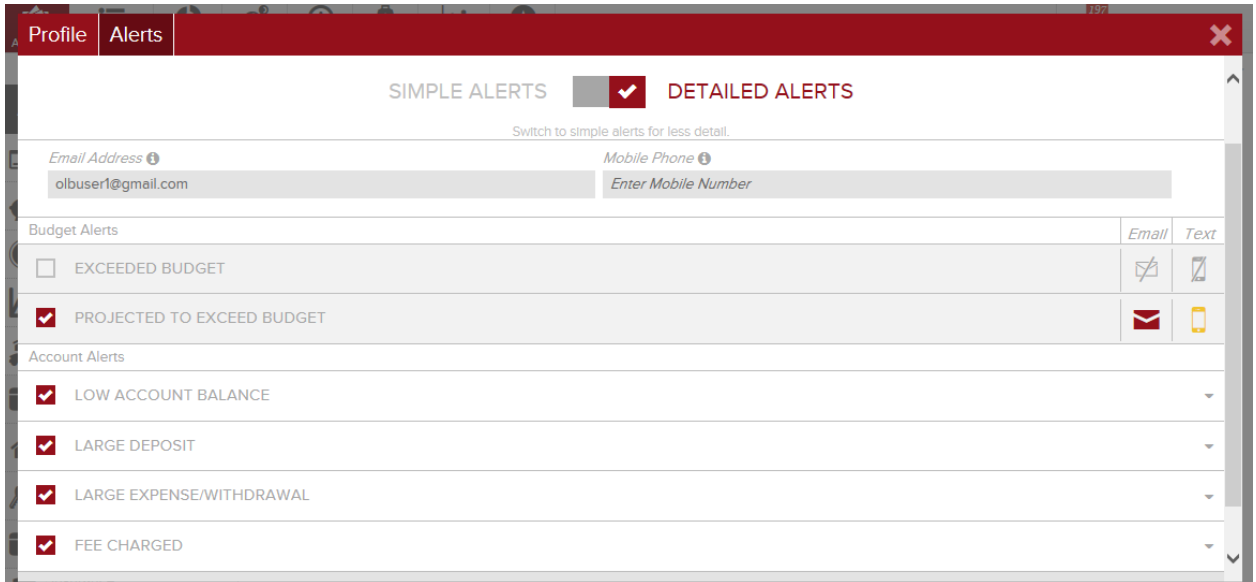 197
Profile Alerts
SIMPLE ALERTS DETAILED ALERTS
Switch to simple alerts for less detail.
Email Address Mobile Phone
olbuser1@gmail.com Enter Mobile Number
Budget Alerts Email Text
EXCEEDED BUDGET
PROJECTED TO EXCEED BUDGET
Account Alerts
LOW ACCOUNT BALANCE
LARGE DEPOSIT
LARGE EXPENSE/WITHDRAWAL
FEE CHARGED